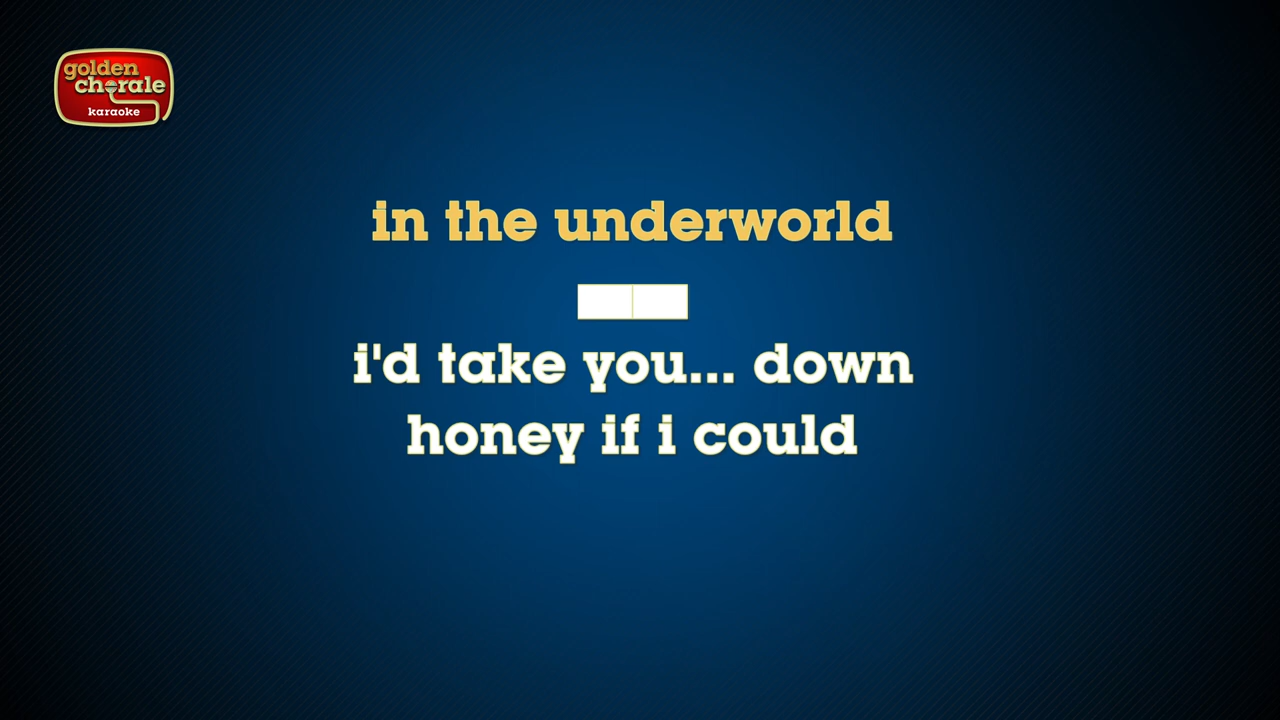 golden
chorale
karaoke
in the underworld
i'd take you... down
honey if i could